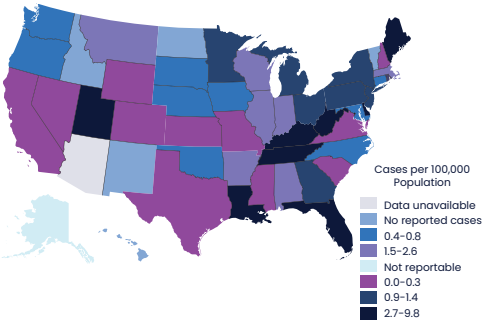 Cases per 100,000
Population
Data unavailable
No reported cases
0.4-0.8
1.5-2.6
Not reportable
0.0-0.3
0.9-1.4
2.7-9.8